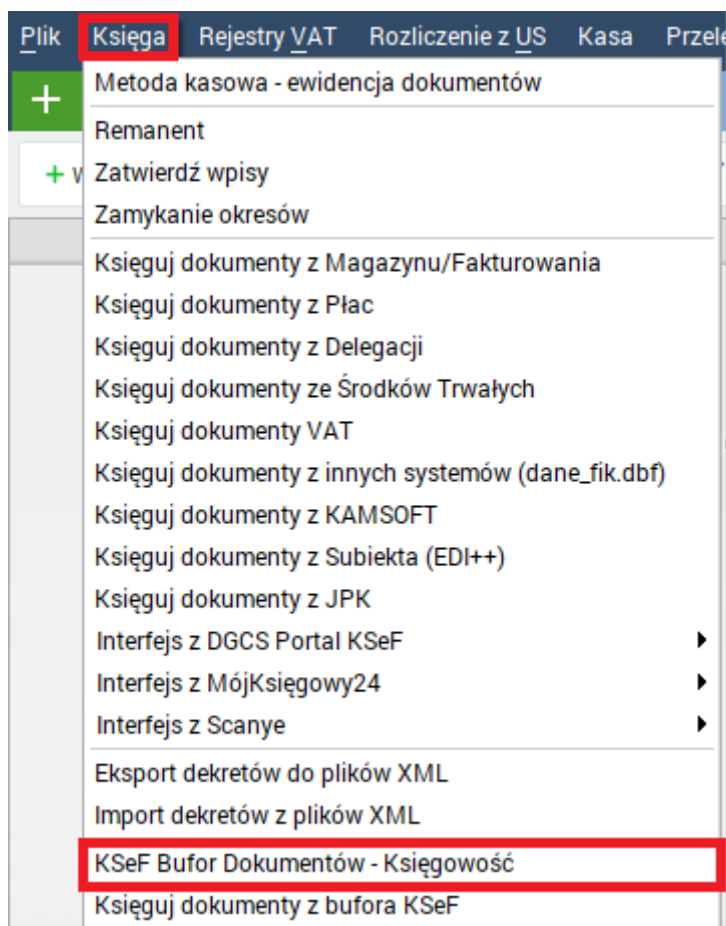 Plik Księga Rejestry VAT Rozliczenie z US Kasa Przele
Metoda kasowa - ewidencja dokumentów
Remanent
+ W
Zatwierdź wpisy
Zamykanie okresów
Księguj dokumenty z Magazynu/Fakturowania
Księguj dokumenty z Płac
Księguj dokumenty z Delegacji
Księguj dokumenty ze Środków Trwałych
Księguj dokumenty VAT
Księguj dokumenty z innych systemów (dane_fik.dbf)
Księguj dokumenty z KAMSOFT
Księguj dokumenty z Subiekta (EDI++)
Księguj dokumenty z JPK
Interfejs z DGCS Portal KSeF
Interfejs z MójKsięgowy24
Interfejs z Scanye
Eksport dekretów do plików XML
Import dekretów z plików XML
KSeF Bufor Dokumentów - Księgowość
Księguj dokumenty z bufora KSeF